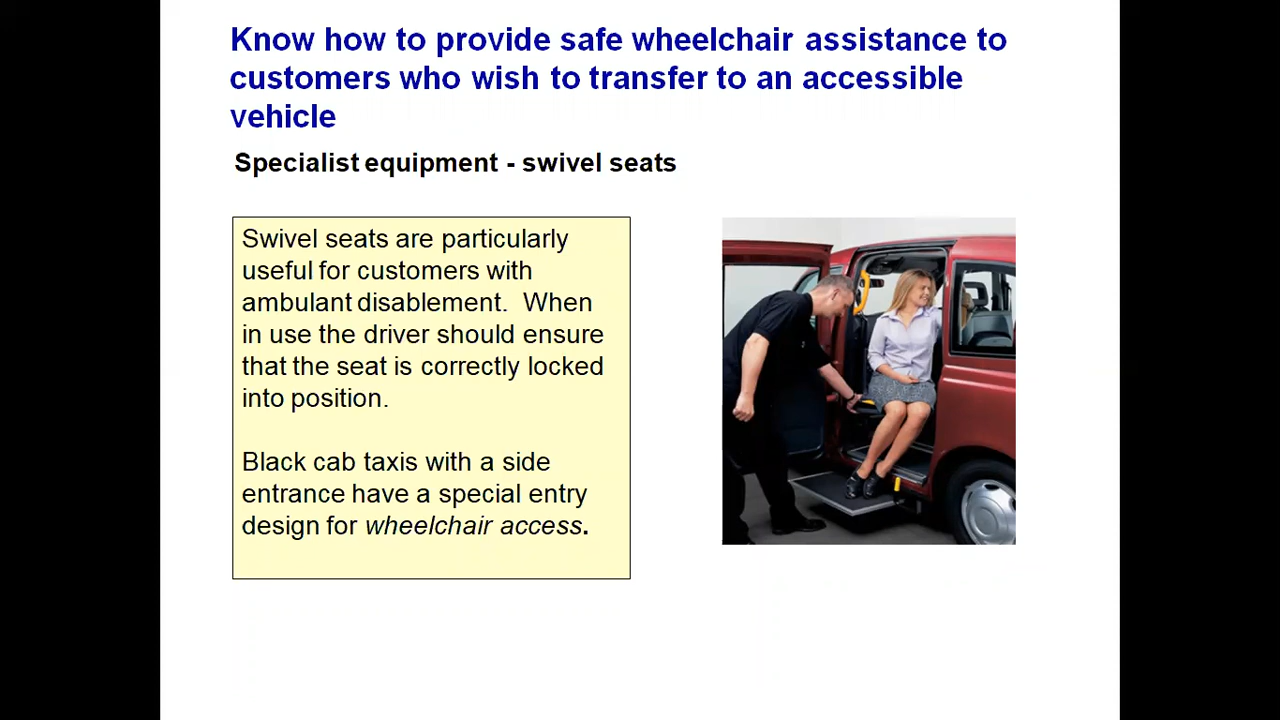 Know how to provide safe wheelchair assistance to
customers who wish to transfer to an accessible
vehicle
Specialist equipment - swivel seats
Swivel seats are particularly
useful for customers with
ambulant disablement.  When
in use the driver should ensure
that the seat is correctly locked
into position.
Black cab taxis with a side
entrance have a special entry
design for wheelchair access.